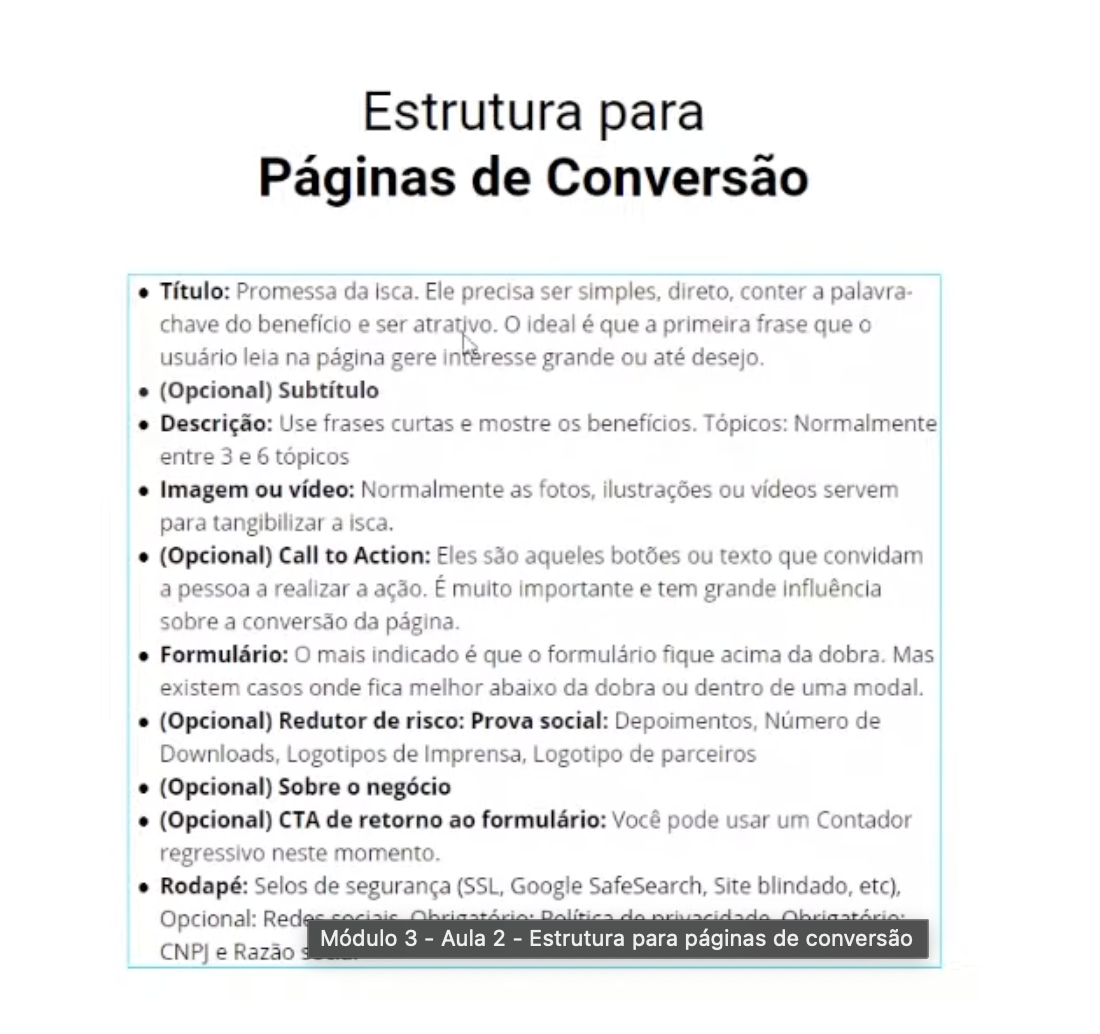 Estrutura para
Páginas de Conversão
• Título: Promessa da isca. Ele precisa ser simples, direto, conter a palavra-
chave do benefício e ser atrativo. O ideal é que a primeira frase que o
usuário leia na página gere interesse grande ou até desejo.
• (Opcional) Subtítulo
• Descrição: Use frases curtas e mostre os benefícios. Tópicos: Normalmente
entre 3 e 6 tópicos
• Imagem ou vídeo: Normalmente as fotos, ilustrações ou vídeos servem
para tangibilizar a isca.
• (Opcional) Call to Action: Eles são aqueles botões ou texto que convidam
a pessoa a realizar a ação. É muito importante e tem grande influência
sobre a conversão da página.
• Formulário: O mais indicado é que o formulário fique acima da dobra. Mas
existem casos onde fica melhor abaixo da dobra ou dentro de uma modal.
• (Opcional) Redutor de risco: Prova social: Depoimentos, Número de
Downloads, Logotipos de Imprensa, Logotipo de parceiros
• (Opcional) Sobre o negócio
• (Opcional) CTA de retorno ao formulário: Você pode usar um Contador
regressivo neste momento.
• Rodapé: Selos de segurança (SSL, Google SafeSearch, Site blindado, etc),
Opcional: Redes sociais, Obrigatório: Política de privacidade, Obrigatório:
CNPJ e Razão social
Módulo 3 - Aula 2 - Estrutura para páginas de conversão